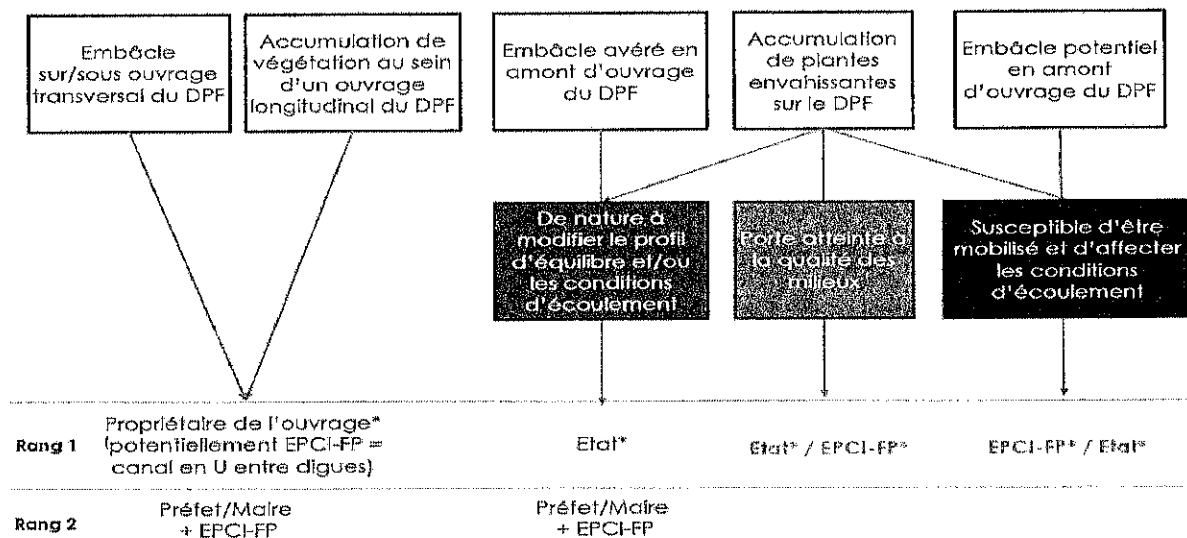 Embâcle
sur/sous ouvrage
transversal du DPF
Accumulation de
végétation au sein
d'un ouvrage
longitudinal du DPF
Embâcle avéré en
amont d'ouvrage
du DPF
Accumulation
de plantes
envahissantes
sur le DPF
Embâcle potentiel
en amont
d'ouvrage du DPF
De nature à
modifier le profil
d'équilibre et/ou
les conditions
d'écoulement
Porte atteinte à
la qualité des
milieux
Susceptible d'être
mobilisé et d'affecter
les conditions
d'écoulement
Rang 1
Propriétaire de l'ouvrage*
(potentiellement EPCI-FP =
canal en U entre digues)
Etat*
Etat* / EPCI-FP*
EPCI-FP* / Etat*
Rang 2
Préfet/Maire
+ EPCI-FP
Préfet/Maire
+ EPCI-FP